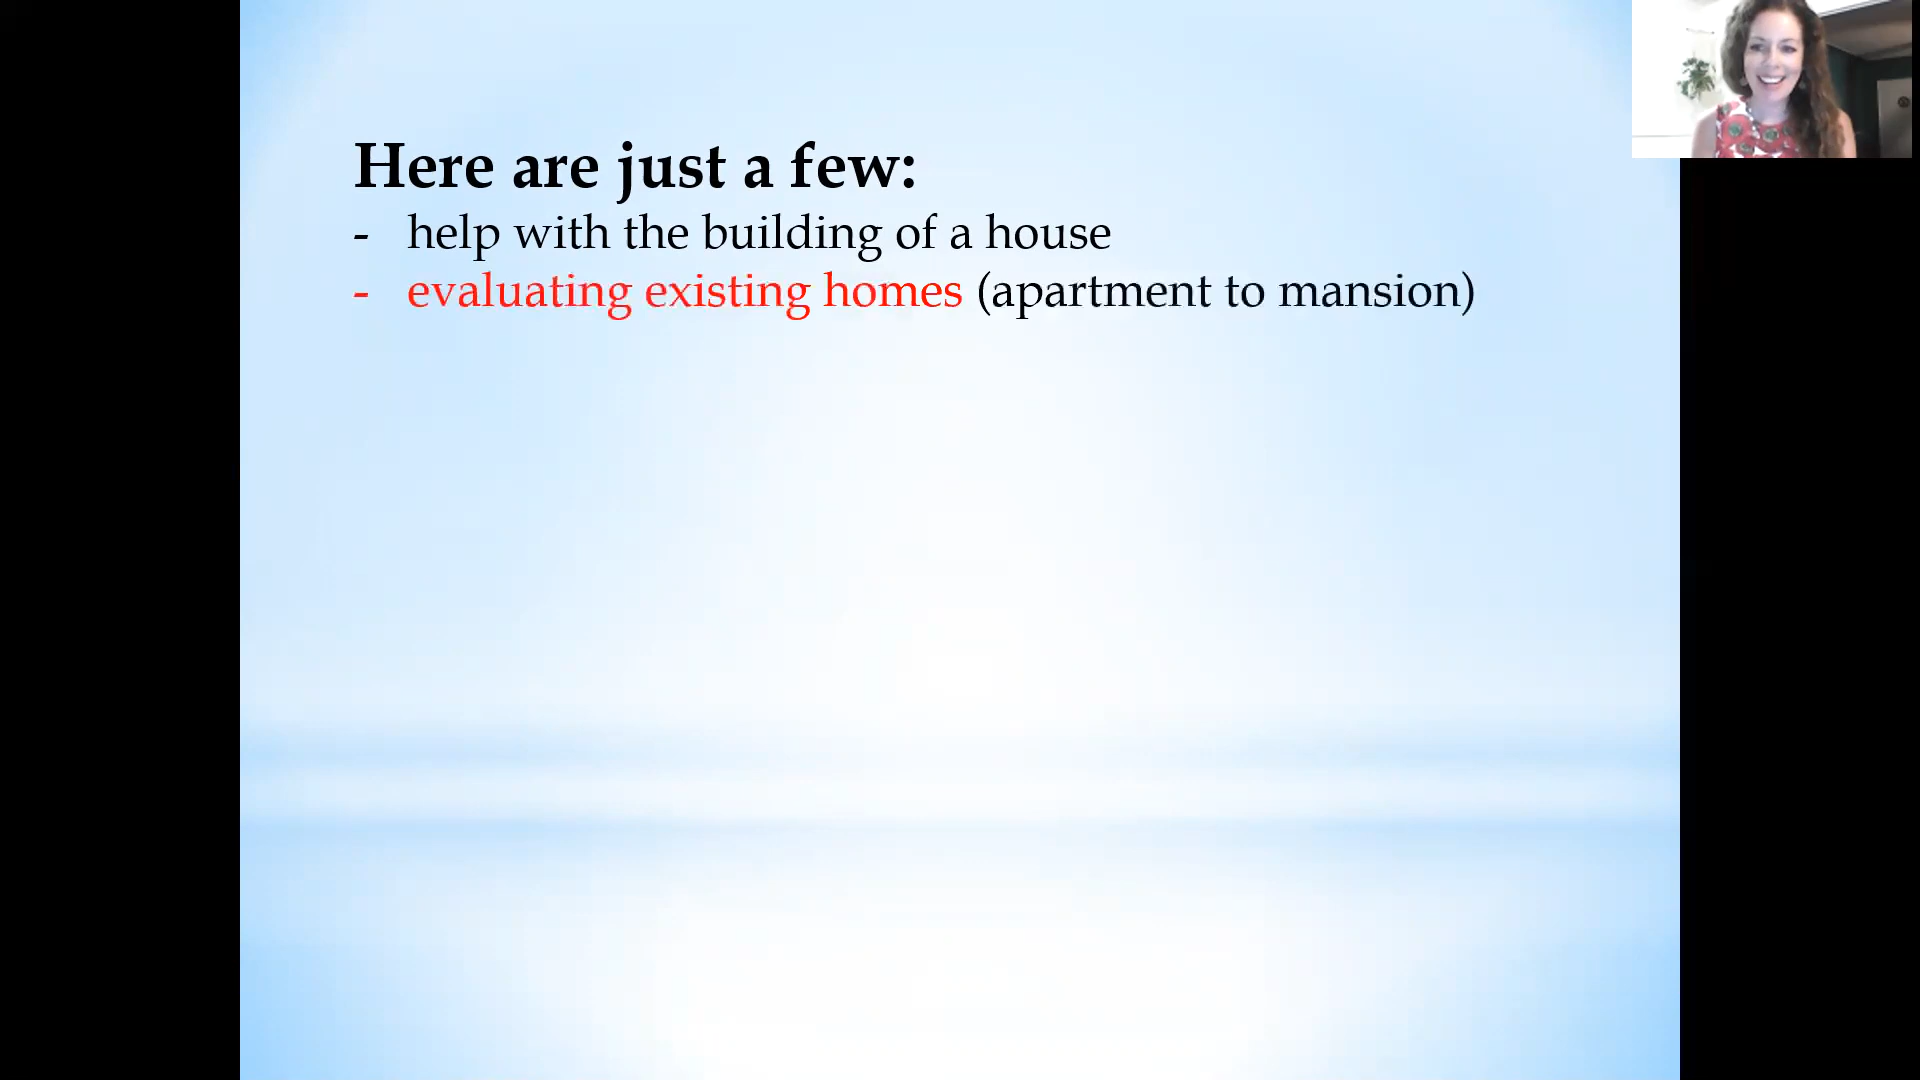 Here are just a few:
- help with the building of a house
- evaluating existing homes (apartment to mansion)